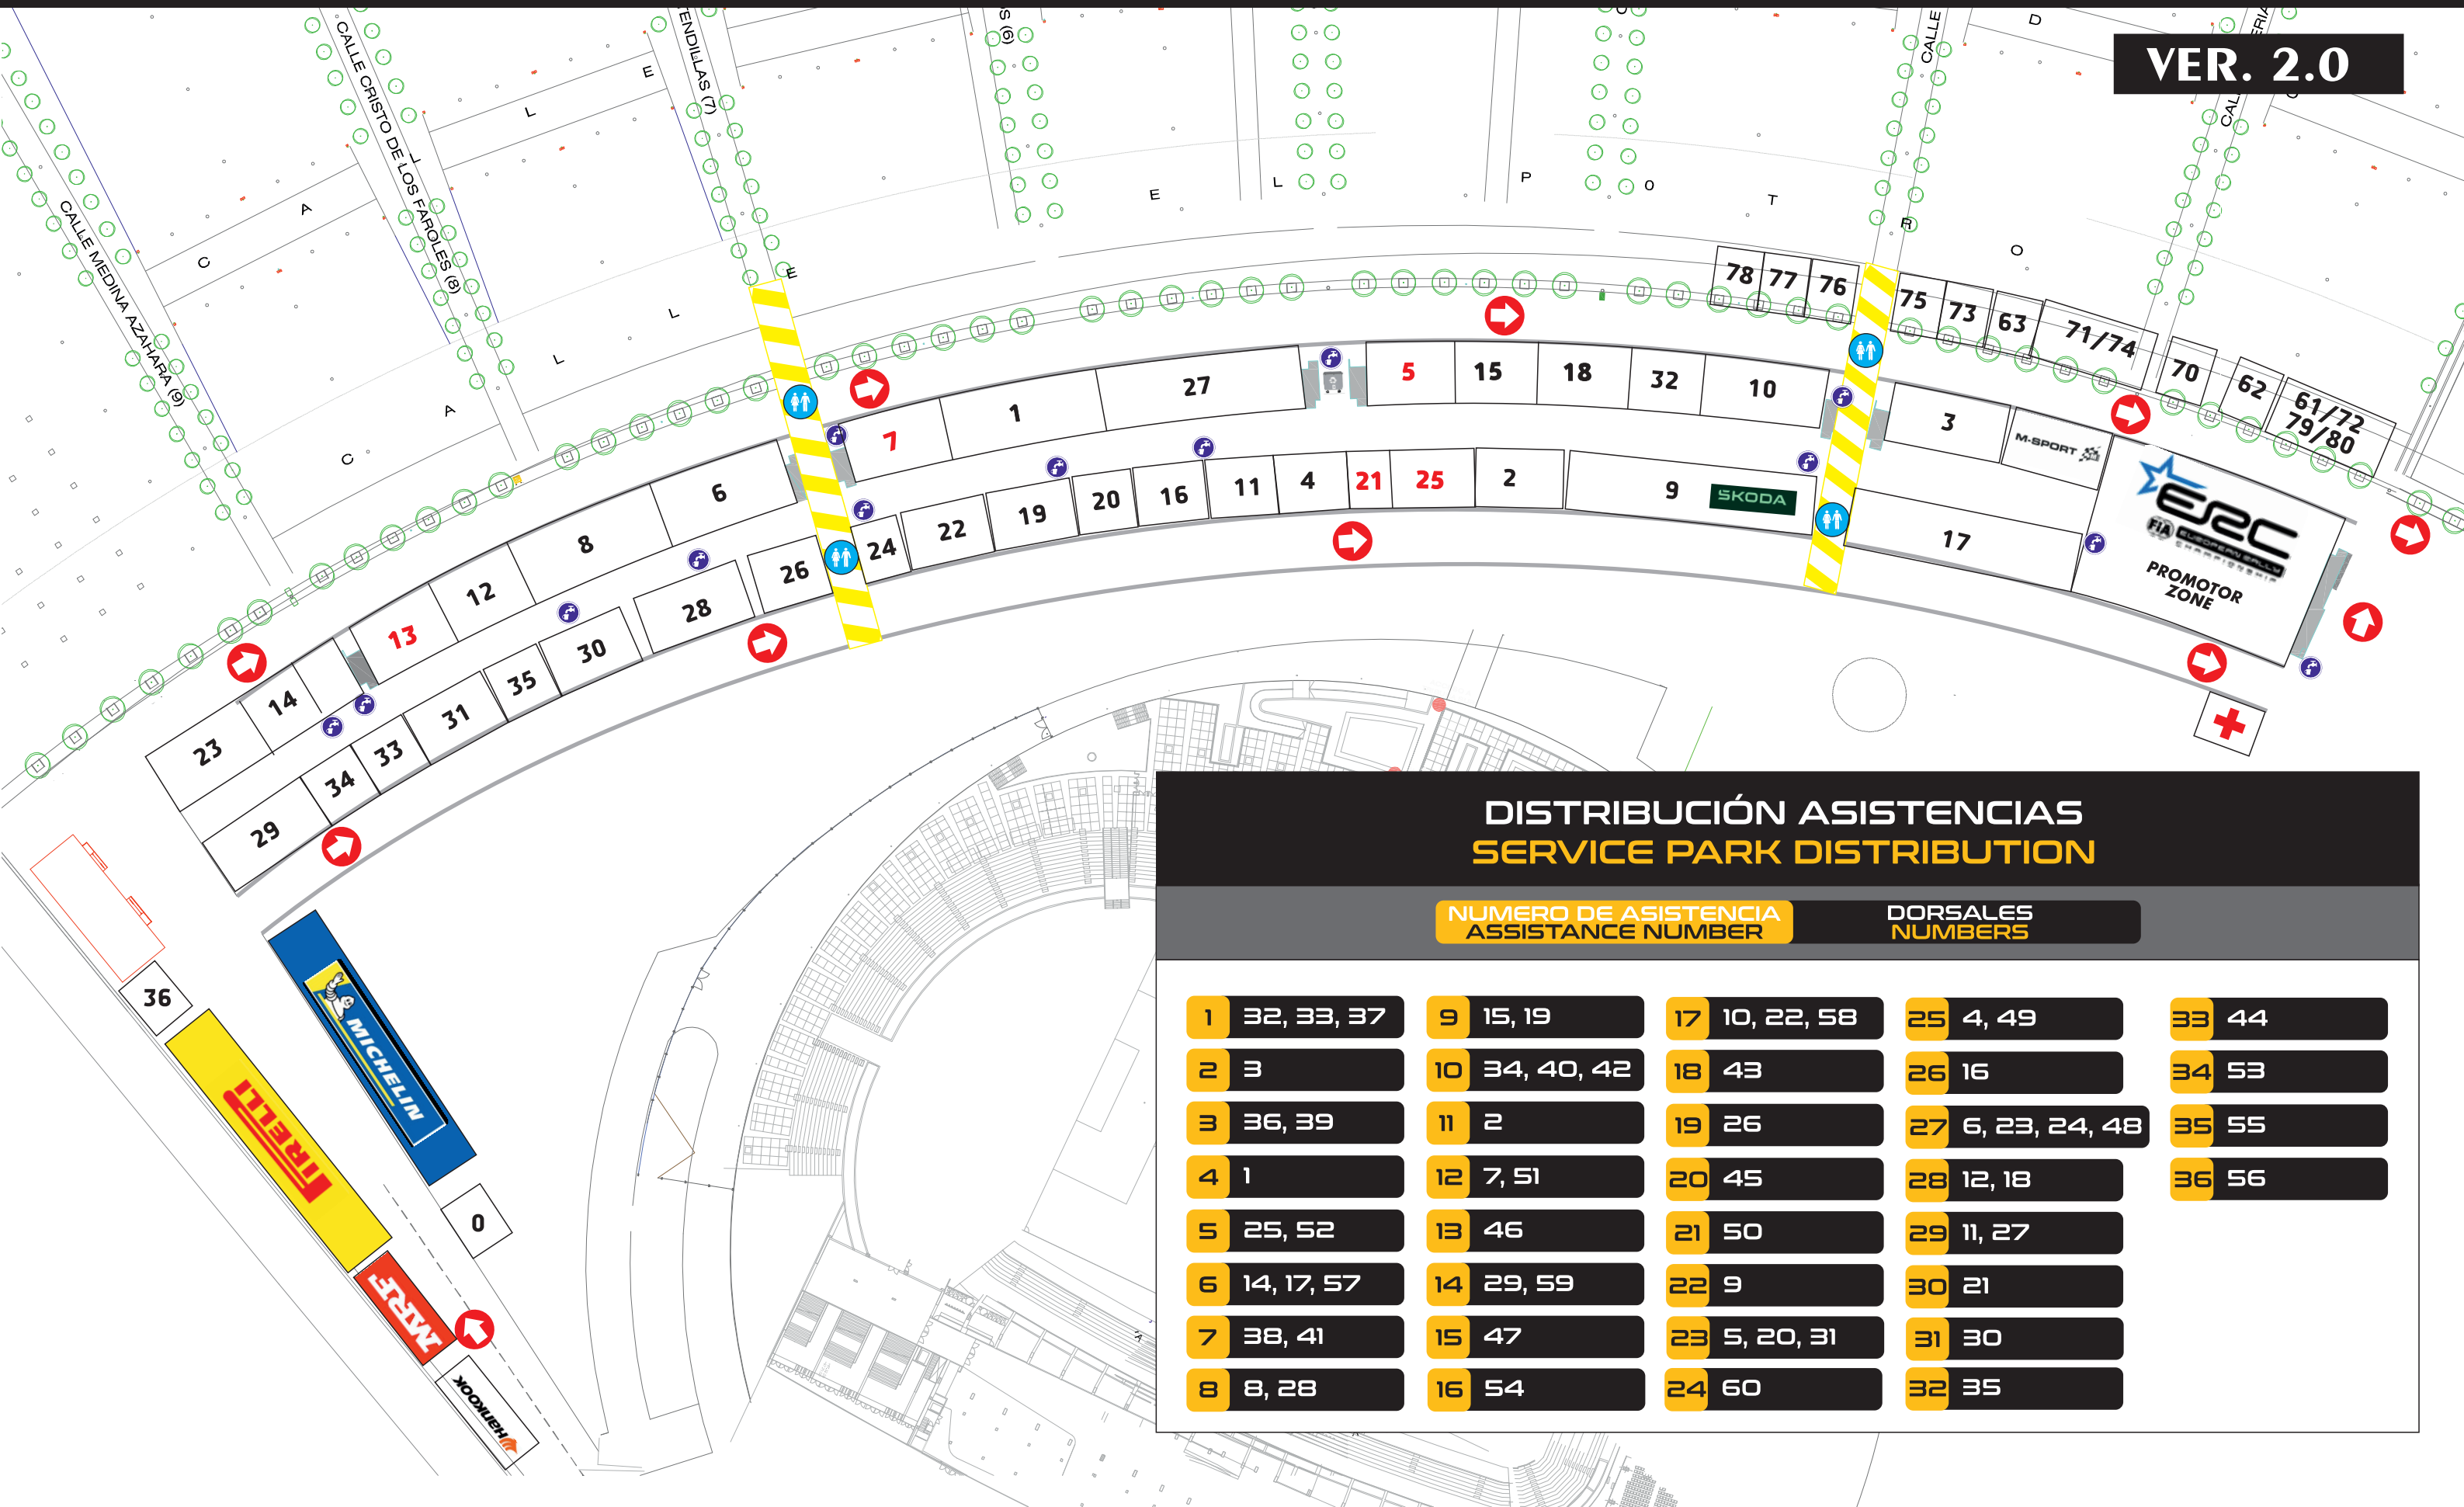 VER. 2.0
CALLE MEDINA AZAHARA (9)
CALLE CRISTO DE LOS FAROLES (8)
TENDILLAS (7)
S (6)
CALLE
C A L L E
C A L L E
E L P O T R O
D
78 77 76
75 73 63 71/74 70 62 61/72
79/80
7 1 27
5 15 18 32 10
3 M-SPORT
6
8
12
13
14
23
24 22 19 20 16 11 4 21 25 2 9 ŠKODA
17
26
28
30
35
31
33
34
29
ERC
FIA EUROPEAN RALLY
CHAMPIONSHIP
PROMOTOR
ZONE
36
MICHELIN
PIRELLI
0
MRF
HANKOOK
DISTRIBUCIÓN ASISTENCIAS
SERVICE PARK DISTRIBUTION
NUMERO DE ASISTENCIA
ASSISTANCE NUMBER
DORSALES
NUMBERS
1 32, 33, 37
2 3
3 36, 39
4 1
5 25, 52
6 14, 17, 57
7 38, 41
8 8, 28
9 15, 19
10 34, 40, 42
11 2
12 7, 51
13 46
14 29, 59
15 47
16 54
17 10, 22, 58
18 43
19 26
20 45
21 50
22 9
23 5, 20, 31
24 60
25 4, 49
26 16
27 6, 23, 24, 48
28 12, 18
29 11, 27
30 21
31 30
32 35
33 44
34 53
35 55
36 56